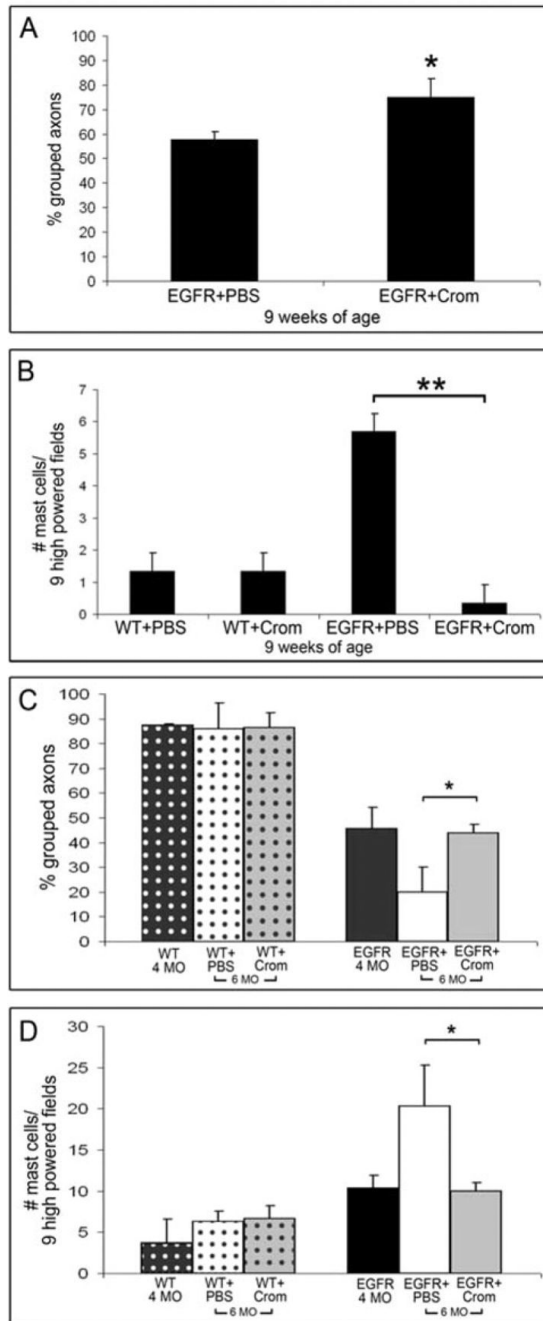 A
% grouped axons
100
90
80
70
60
50
40
30
20
10
0
*
EGFR+PBS EGFR+Crom
9 weeks of age
B
# mast cells/
9 high powered fields
7
6
5
4
3
2
1
0
**
WT+PBS WT+Crom EGFR+PBS EGFR+Crom
9 weeks of age
C
% grouped axons
100
90
80
70
60
50
40
30
20
10
0
*
WT WT+ WT+ EGFR EGFR+ EGFR+
4 MO PBS Crom 4 MO PBS Crom
6 MO 6 MO
D
# mast cells/
9 high powered fields
30
25
20
15
10
5
0
*
WT WT+ WT+ EGFR EGFR+ EGFR+
4 MO PBS Crom 4 MO PBS Crom
6 MO 6 MO